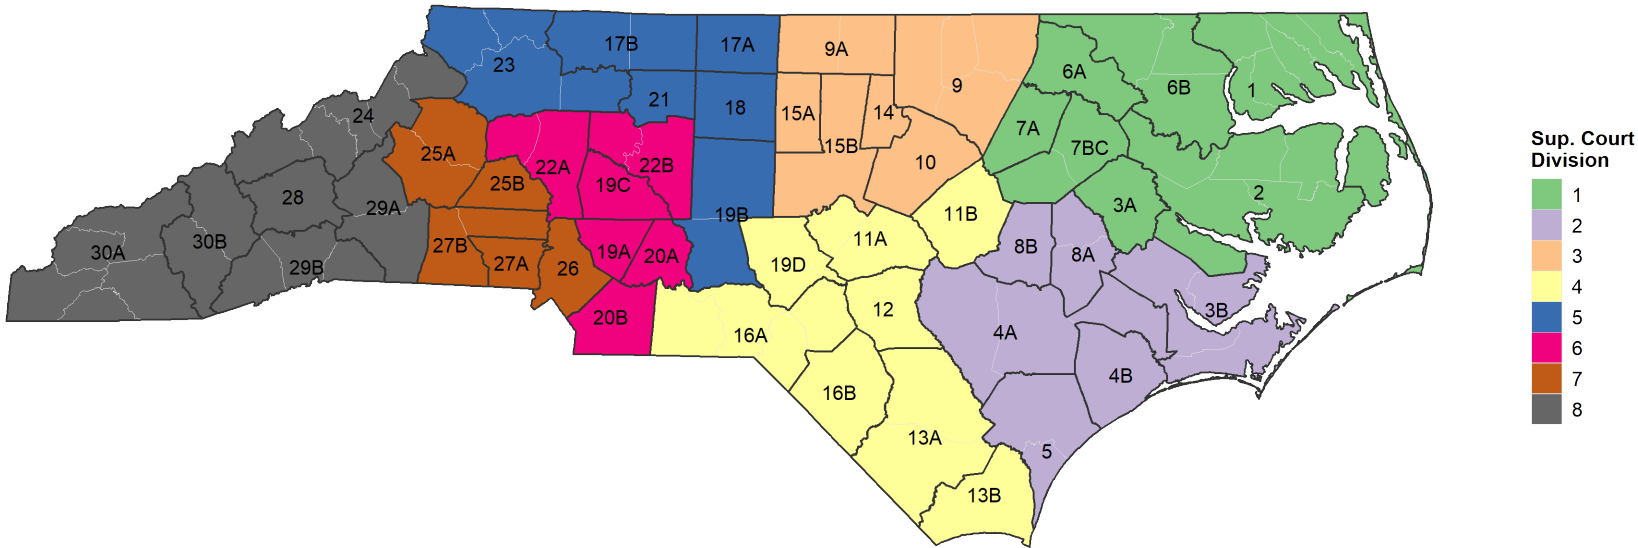 23
17B
17A
9A
9
6A
6B
1
24
21
18
15A
14
15B
7A
7BC
25A
22A
22B
10
25B
19C
28
29A
19B
11B
3A
2
30A
30B
27B
27A
26
19A
20A
19D
11A
8B
8A
29B
20B
16A
12
4A
3B
16B
4B
13A
5
13B
Sup. Court
Division
1
2
3
4
5
6
7
8